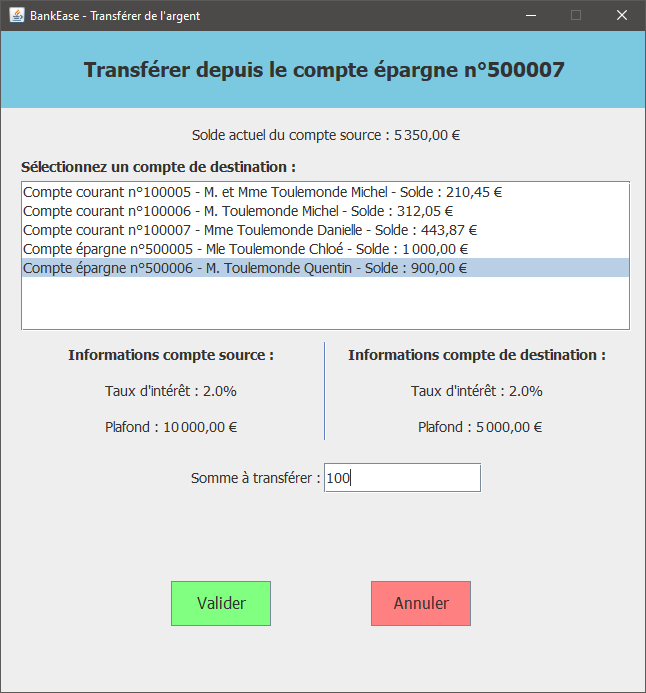 BankEase - Transférer de l'argent
Transférer depuis le compte épargne n°500007
Solde actuel du compte source : 5 350,00 €
Sélectionnez un compte de destination :
Compte courant n°100005 - M. et Mme Toulemonde Michel - Solde : 210,45 €
Compte courant n°100006 - M. Toulemonde Michel - Solde : 312,05 €
Compte courant n°100007 - Mme Toulemonde Danielle - Solde : 443,87 €
Compte épargne n°500005 - Mle Toulemonde Chloé - Solde : 1 000,00 €
Compte épargne n°500006 - M. Toulemonde Quentin - Solde : 900,00 €
Informations compte source :
Taux d'intérêt : 2.0%
Plafond : 10 000,00 €
Informations compte de destination :
Taux d'intérêt : 2.0%
Plafond : 5 000,00 €
Somme à transférer : 100
Valider
Annuler